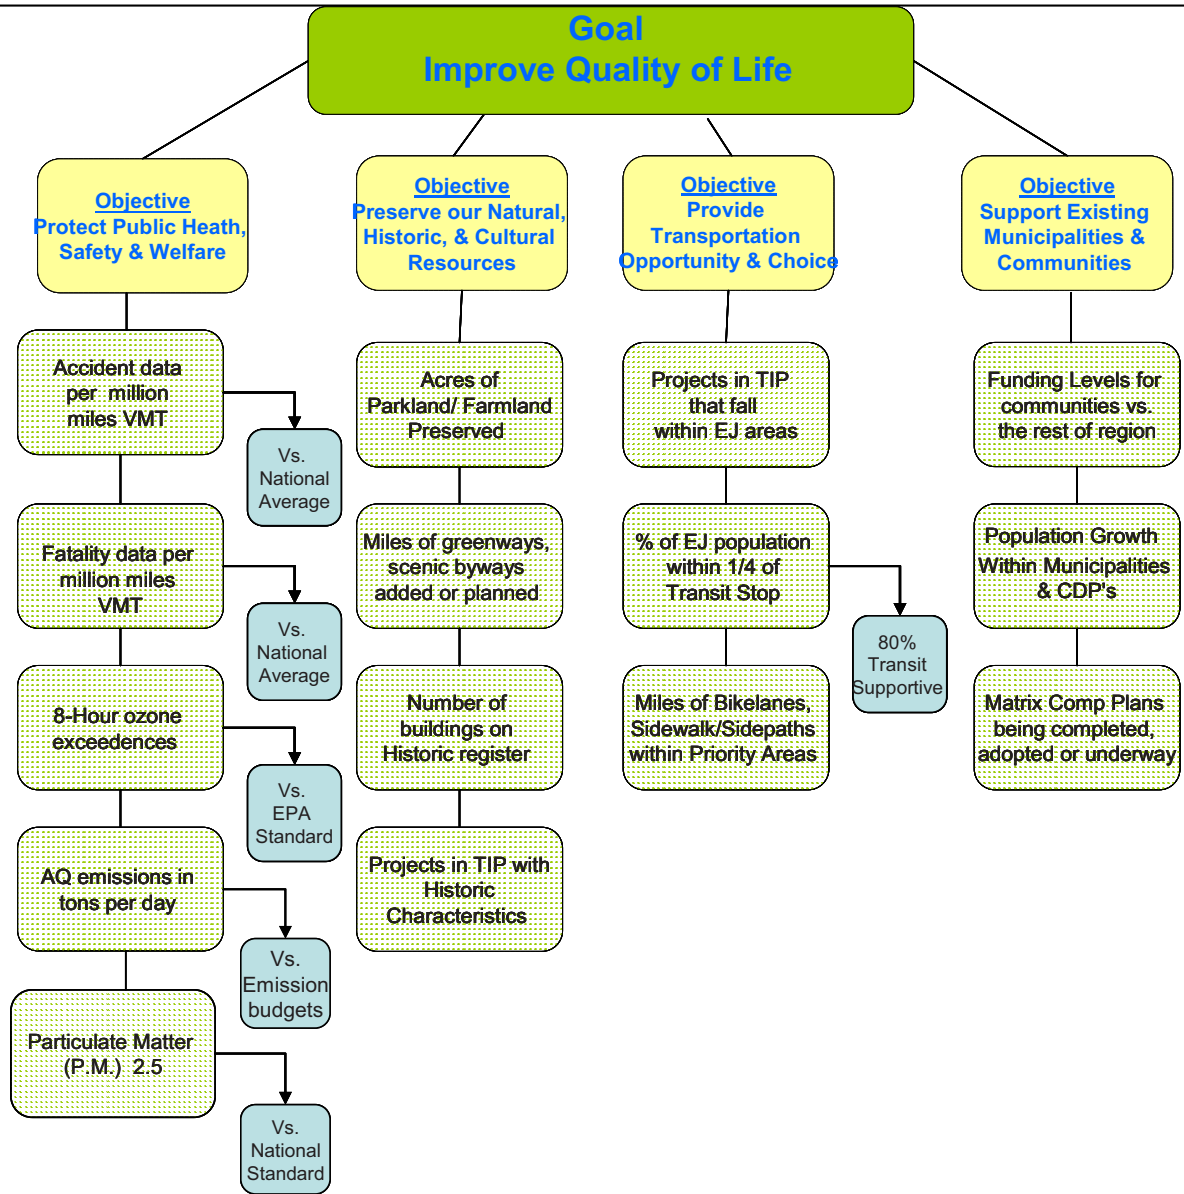 Goal
Improve Quality of Life
Objective
Protect Public Heath,
Safety & Welfare
Accident data
per million
miles VMT
Vs.
National
Average
Fatality data per
million miles
VMT
Vs.
National
Average
8-Hour ozone
exceedences
Vs.
EPA
Standard
AQ emissions in
tons per day
Vs.
Emission
budgets
Particulate Matter
(P.M.) 2.5
Vs.
National
Standard
Objective
Preserve our Natural,
Historic, & Cultural
Resources
Acres of
Parkland/ Farmland
Preserved
Miles of greenways,
scenic byways
added or planned
Number of
buildings on
Historic register
Projects in TIP with
Historic
Characteristics
Objective
Provide
Transportation
Opportunity & Choice
Projects in TIP
that fall
within EJ areas
% of EJ population
within 1/4 of
Transit Stop
80%
Transit
Supportive
Miles of Bikelanes,
Sidewalk/Sidepaths
within Priority Areas
Objective
Support Existing
Municipalities &
Communities
Funding Levels for
communities vs.
the rest of region
Population Growth
Within Municipalities
& CDP's
Matrix Comp Plans
being completed,
adopted or underway